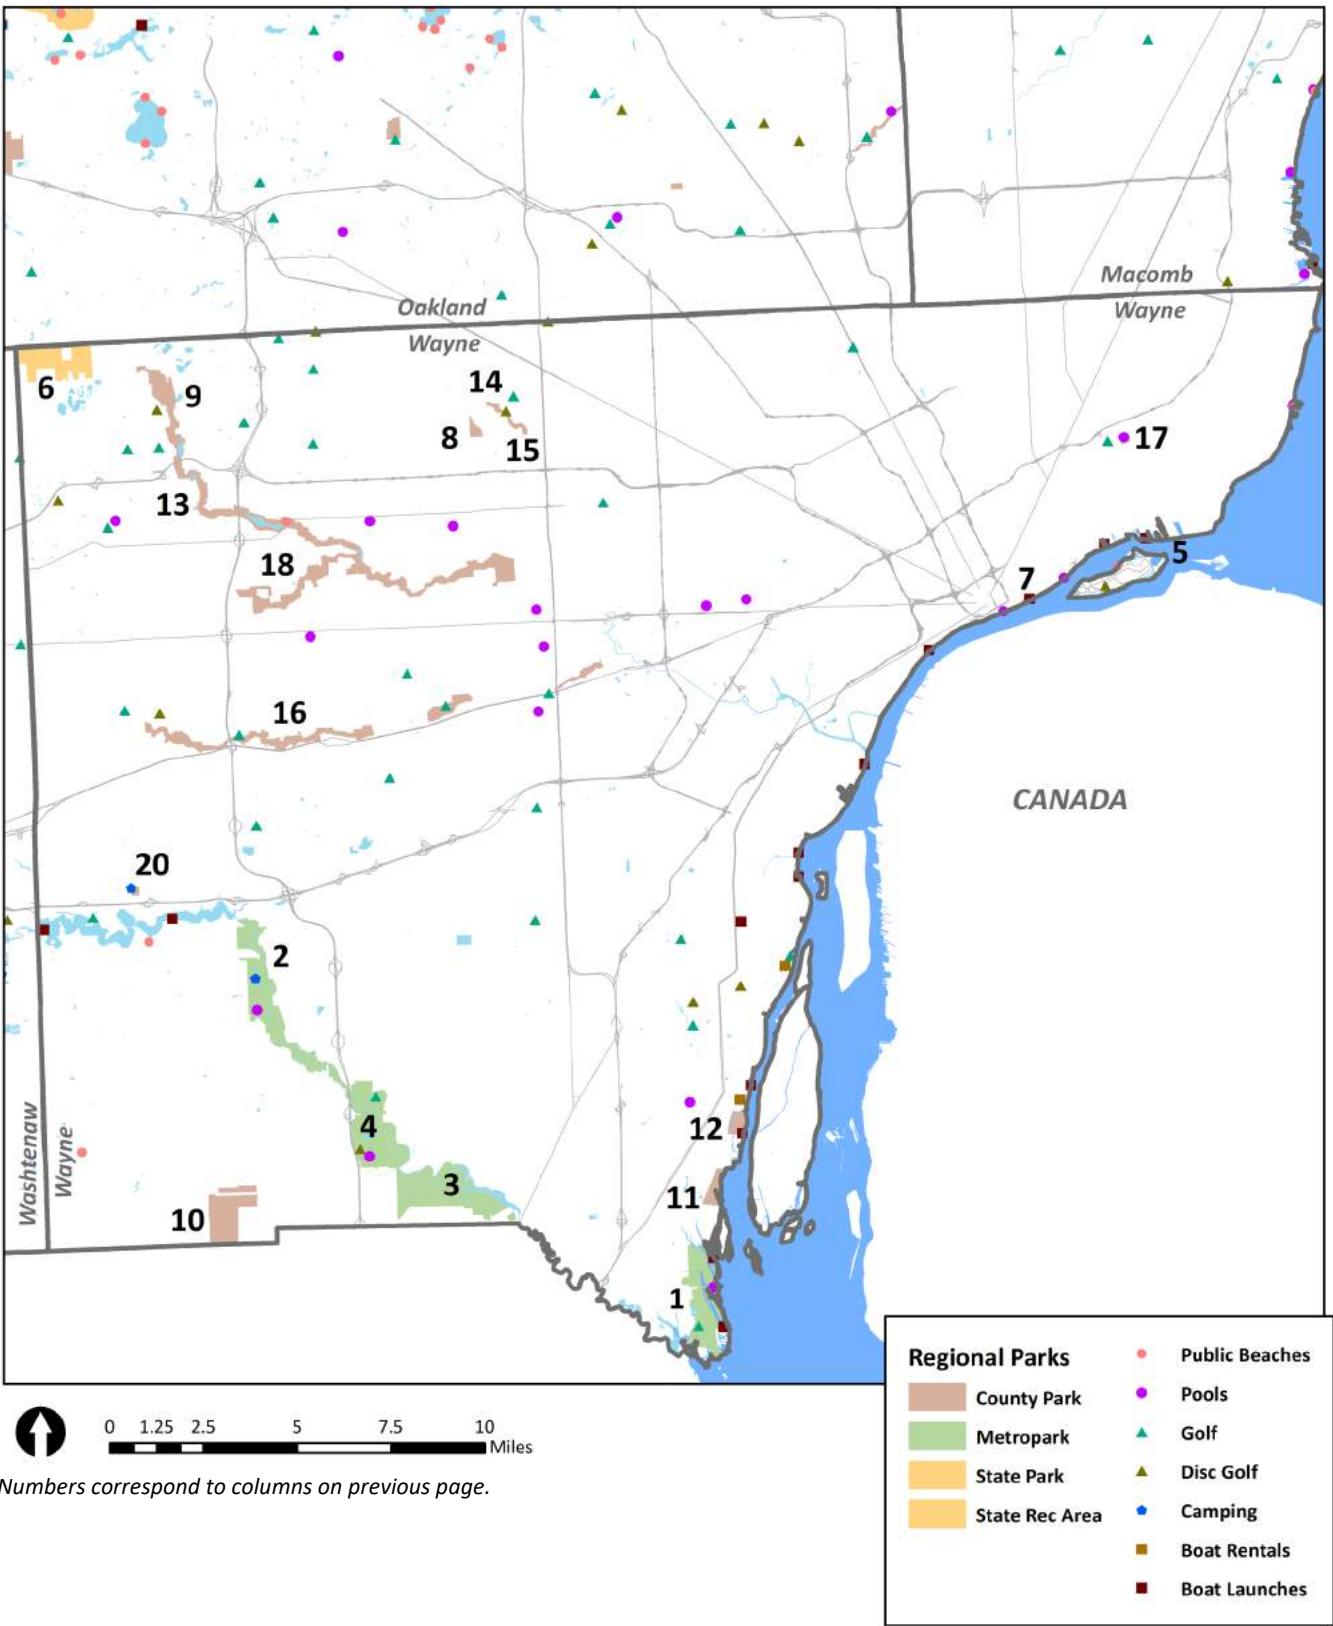 Oakland
Wayne
Macomb
Wayne
6
9
14
8
15
17
13
18
5
7
16
CANADA
20
2
4
12
3
11
10
1
Washtenaw
Wayne
Regional Parks
County Park
Metropark
State Park
State Rec Area
Public Beaches
Pools
Golf
Disc Golf
Camping
Boat Rentals
Boat Launches
0 1.25 2.5 5 7.5 10
Miles
Numbers correspond to columns on previous page.